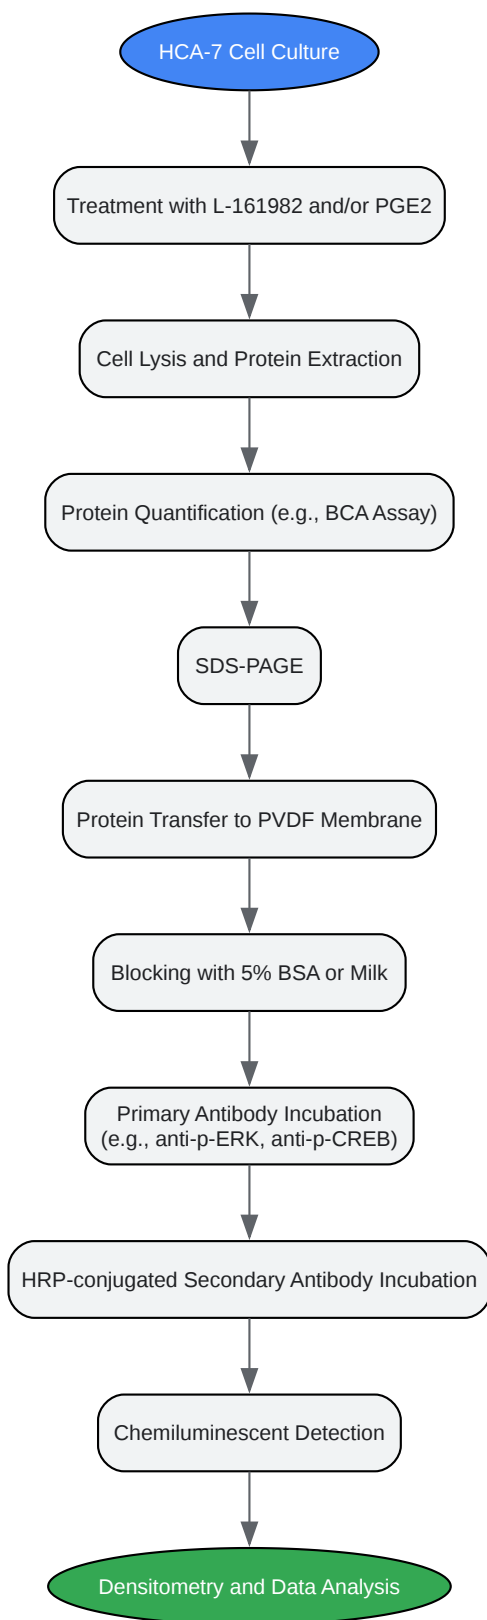 HCA-7 Cell Culture
Treatment with L-161982 and/or PGE2
Cell Lysis and Protein Extraction
Protein Quantification (e.g., BCA Assay)
SDS-PAGE
Protein Transfer to PVDF Membrane
Blocking with 5% BSA or Milk
Primary Antibody Incubation
(e.g., anti-p-ERK, anti-p-CREB)
HRP-conjugated Secondary Antibody Incubation
Chemiluminescent Detection
Densitometry and Data Analysis